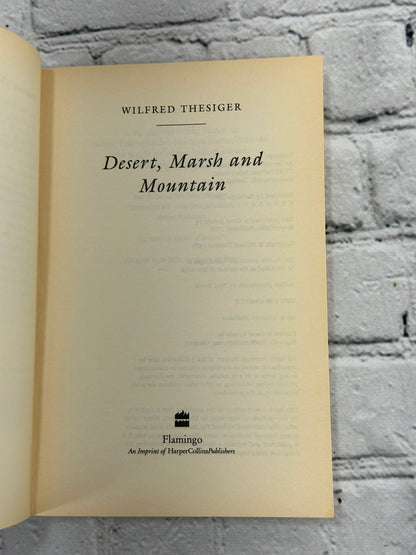 WILFRED THESIGER
Desert, Marsh and
Mountain
Flamingo
An Imprint of HarperCollinsPublishers